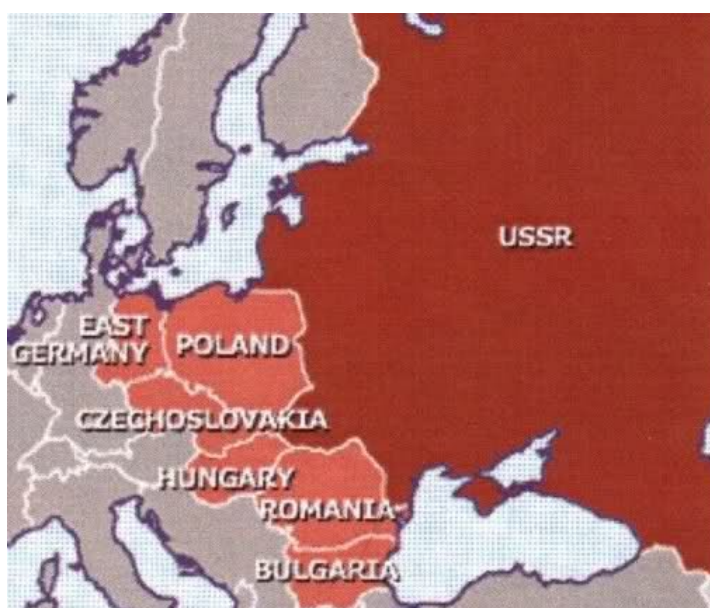 USSR
EAST
GERMANY
POLAND
CZECHOSLOVAKIA
HUNGARY
ROMANIA
BULGARIA